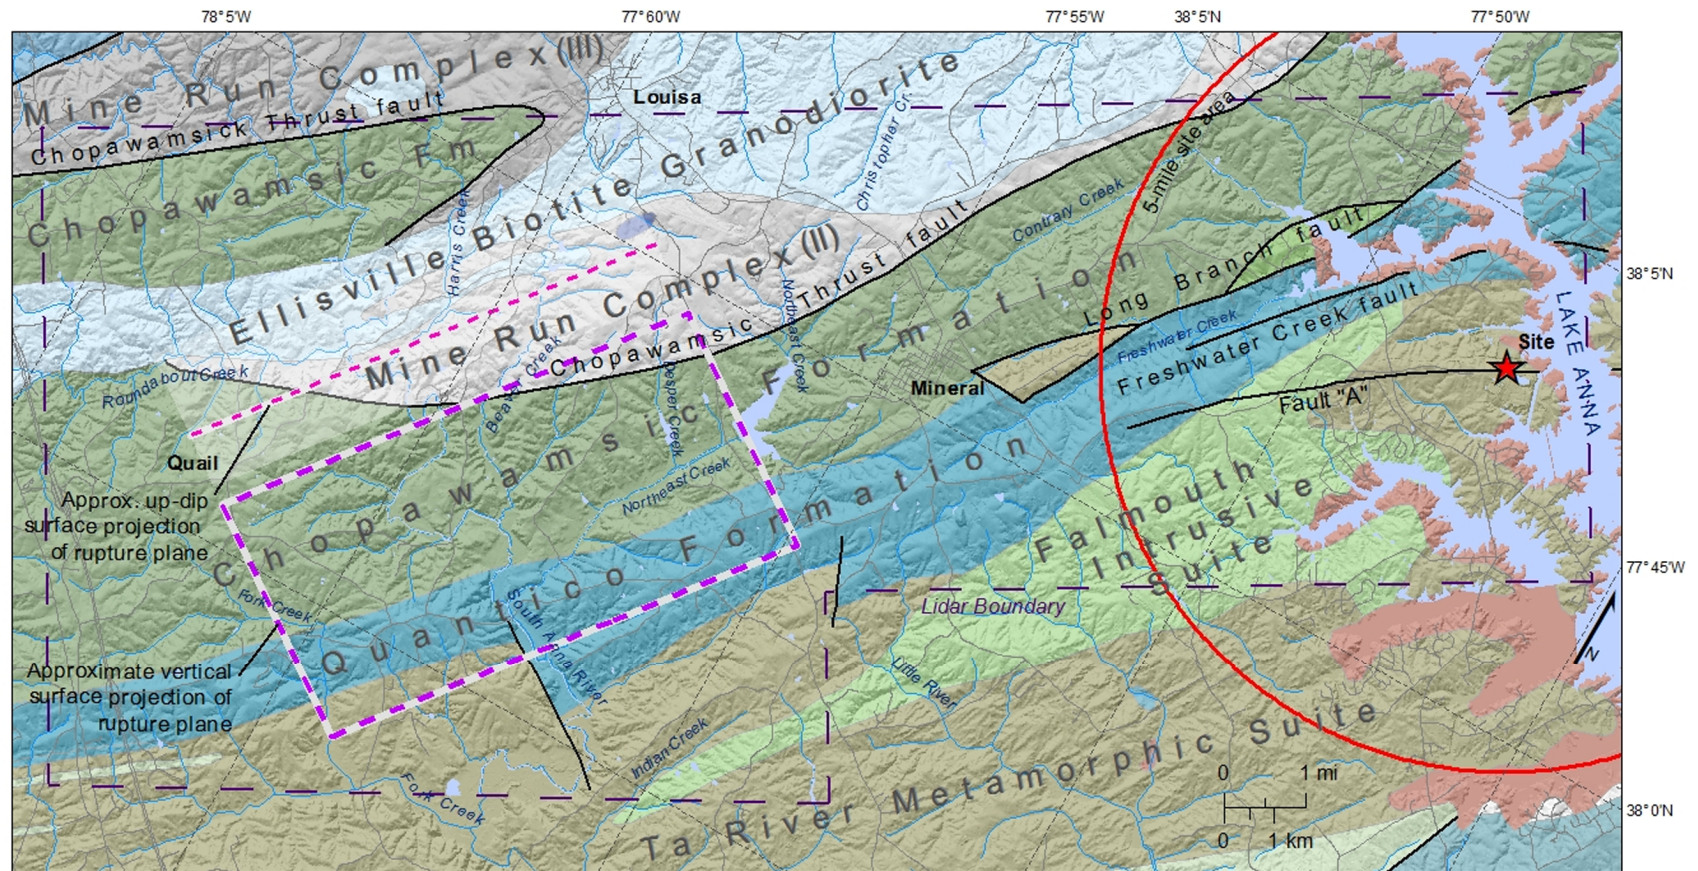 78°5'W
77°60'W
77°55'W
38°5'N
77°50'W
Mine Run Complex (III)
Louisa
Chopawamsick Thrust fault
Chopawamsic Fm
Ellisville Biotite Granodiorite
Christopher Cr.
5-mile site area
Harris Creek
Contrary Creek
Mine Run Complex (II)
Chopawamsic Thrust fault
Northeast Creek
Long Branch fault
38°5'N
LAKE ANNA
Roundabout Creek
Beaver Creek
Freshwater Creek
Freshwater Creek fault
Site
Mineral
Fault "A"
Chopawamsic Formation
Quail
Northeast Creek
Approx. up-dip
surface projection
of rupture plane
Quantico Formation
Falmouth
Intrusive
Suite
77°45'W
Fork Creek
South Anna River
Lidar Boundary
N
Approximate vertical
surface projection of
rupture plane
Little River
Indian Creek
Fork Creek
Ta River Metamorphic Suite
0 1 mi
0 1 km
38°0'N